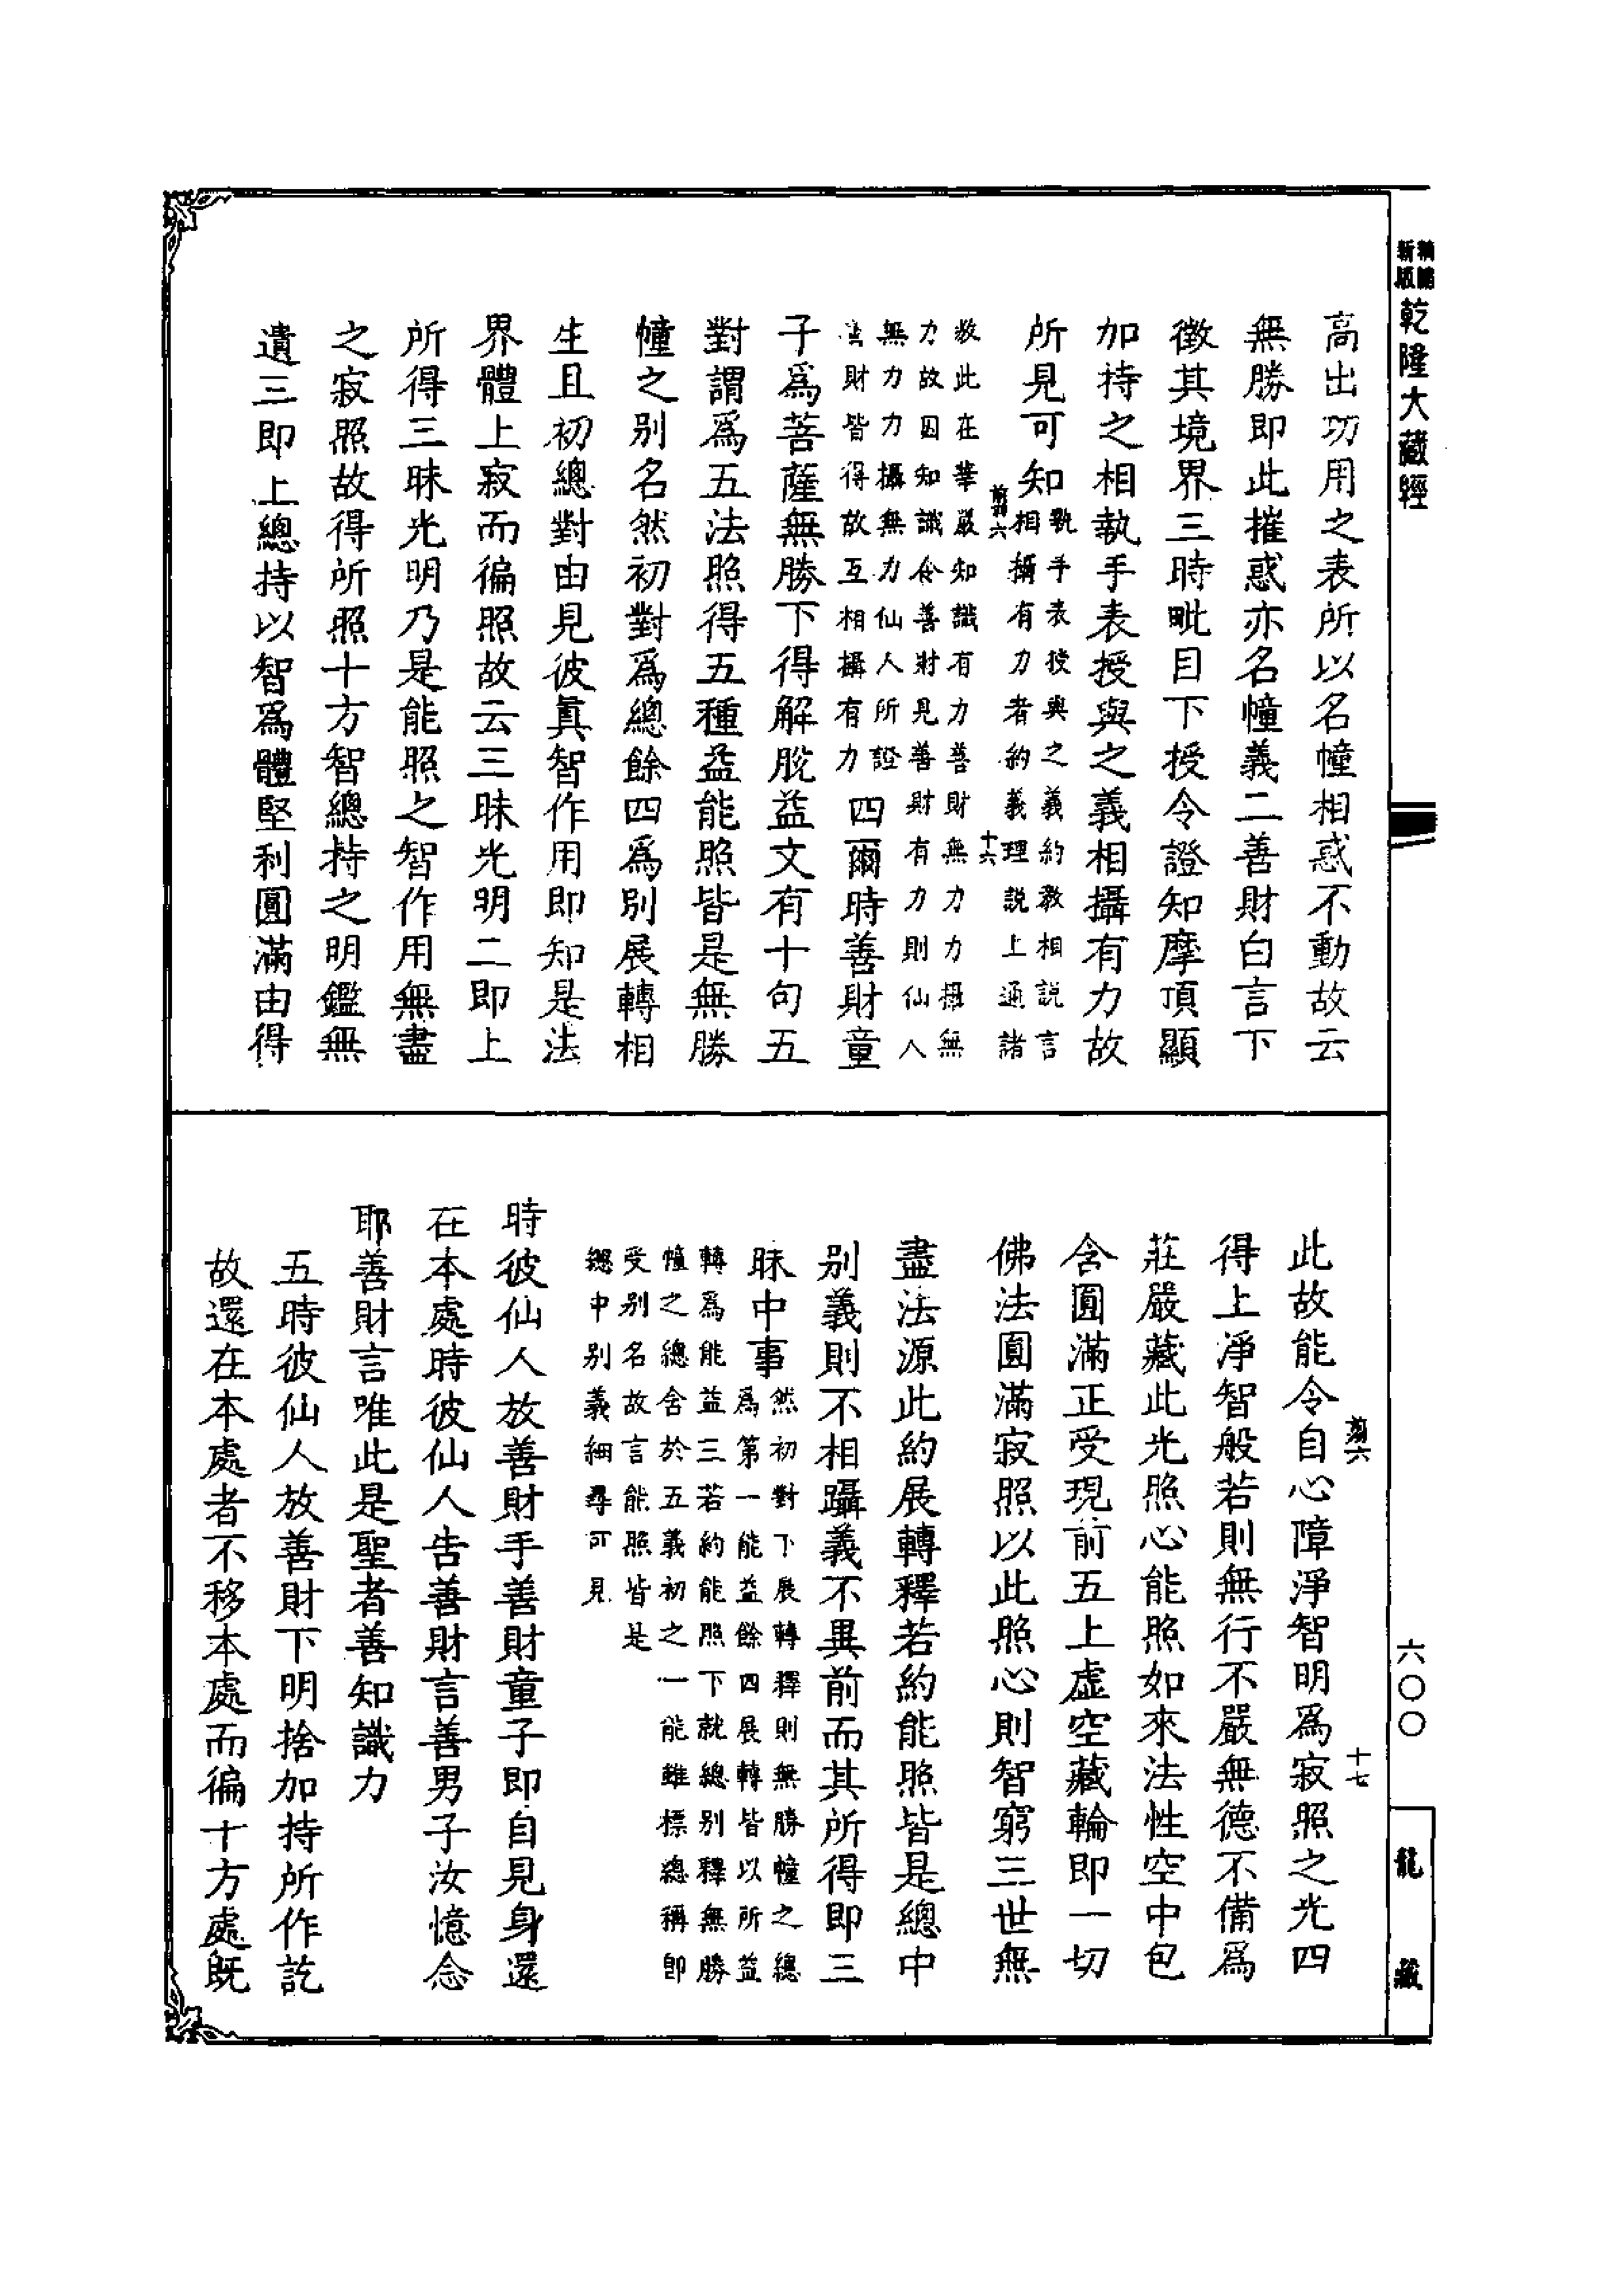 精縮
新版
乾隆大藏經
高出功用之表所以名幢相惑不動故云
無勝即此摧惑亦名幢義二善財白言下
徵其境界三時毗目下授令證知摩頂顯
加持之相執手表授與之義相攝有力故
所見可知
執手表授與之義約教相説言
相攝有力者約義理説上通諸
剪六
十六
教此在華嚴知識有力善財無力力攝無
力故因知識令善財見善財有力則仙人
無力力攝無力仙人所證
善財皆得故互相攝有力
四爾時善財童
子爲菩薩無勝下得解脫益文有十句五
對謂爲五法照得五種益能照皆是無勝
幢之别名然初對爲總餘四爲別展轉相
生且初總對由見彼眞智作用即知是法
界體上寂而徧照故云三昧光明二即上
所得三昧光明乃是能照之智作用無盡
之寂照故得所照十方智總持之明鑑無
遺三即上總持以智爲體堅利圓滿由得
剪六
十七
此故能令自心障淨智明爲寂照之光四
得上淨智般若則無行不嚴無德不備爲
莊嚴藏此光照心能照如來法性空中包
含圓滿正受現前五上虛空藏輪即一切
佛法圓滿寂照以此照心則智窮三世無
盡法源此約展轉釋若約能照皆是總中
别義則不相躡義不異前而其所得即三
昧中事
然初對下展轉釋則無勝幢之總
爲第一能益餘四展轉皆以所益
轉爲能益三若約能照下就總别釋無勝
幢之總含於五義初之一能雖標總稱即
受别名故言能照皆是
總中别義細尋可見
時彼仙人放善財手善財童子即自見身還
在本處時彼仙人告善財言善男子汝憶念
耶善財言唯此是聖者善知識力
五時彼仙人放善財下明捨加持所作訖
故還在本處者不移本處而徧十方處既
六〇〇
龍藏